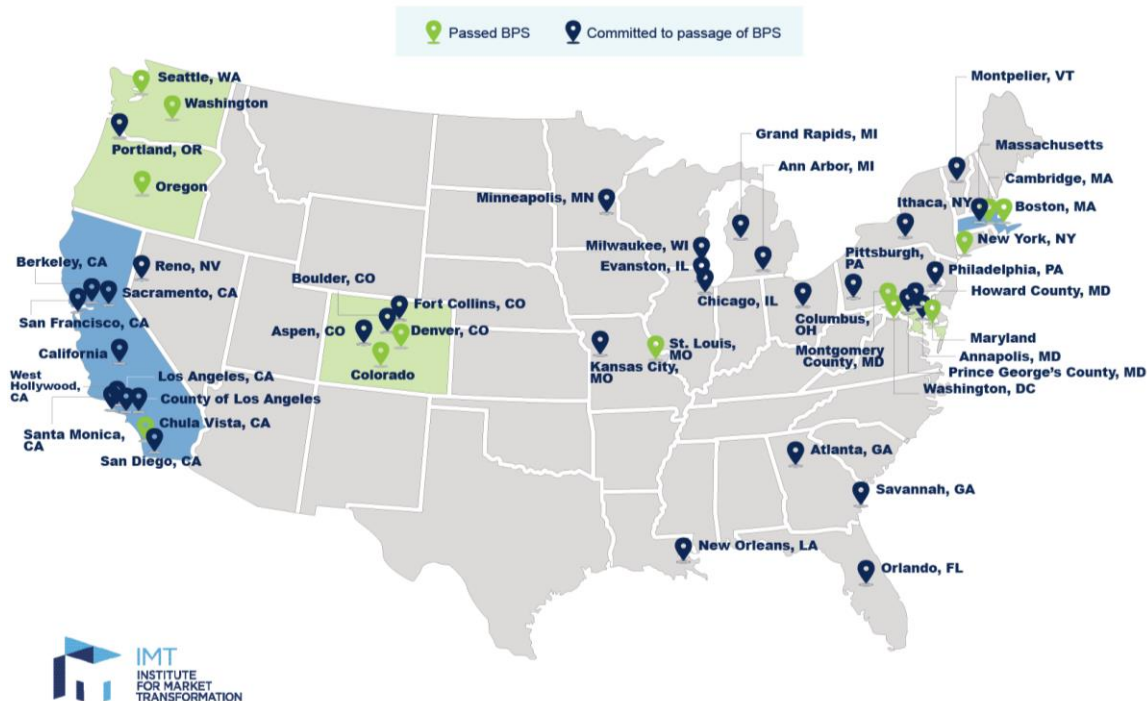 Passed BPS
Committed to passage of BPS
Seattle, WA
Washington
Portland, OR
Oregon
Montpelier, VT
Massachusetts
Cambridge, MA
Boston, MA
Grand Rapids, MI
Ann Arbor, MI
Minneapolis, MN
Ithaca, NY
New York, NY
Milwaukee, WI
Evanston, IL
Chicago, IL
Pittsburgh,
PA
Philadelphia, PA
Howard County, MD
Columbus,
OH
Maryland
Montgomery
County, MD
Annapolis, MD
Prince George's County, MD
Washington, DC
Berkeley, CA
Reno, NV
Sacramento, CA
San Francisco, CA
California
Boulder, CO
Fort Collins, CO
Aspen, CO
Denver, CO
Colorado
St. Louis,
MO
Kansas City,
MO
West
Hollywood,
CA
Los Angeles, CA
County of Los Angeles
Santa Monica,
CA
Chula Vista, CA
San Diego, CA
Atlanta, GA
Savannah, GA
New Orleans, LA
Orlando, FL
IMT
INSTITUTE
FOR MARKET
TRANSFORMATION